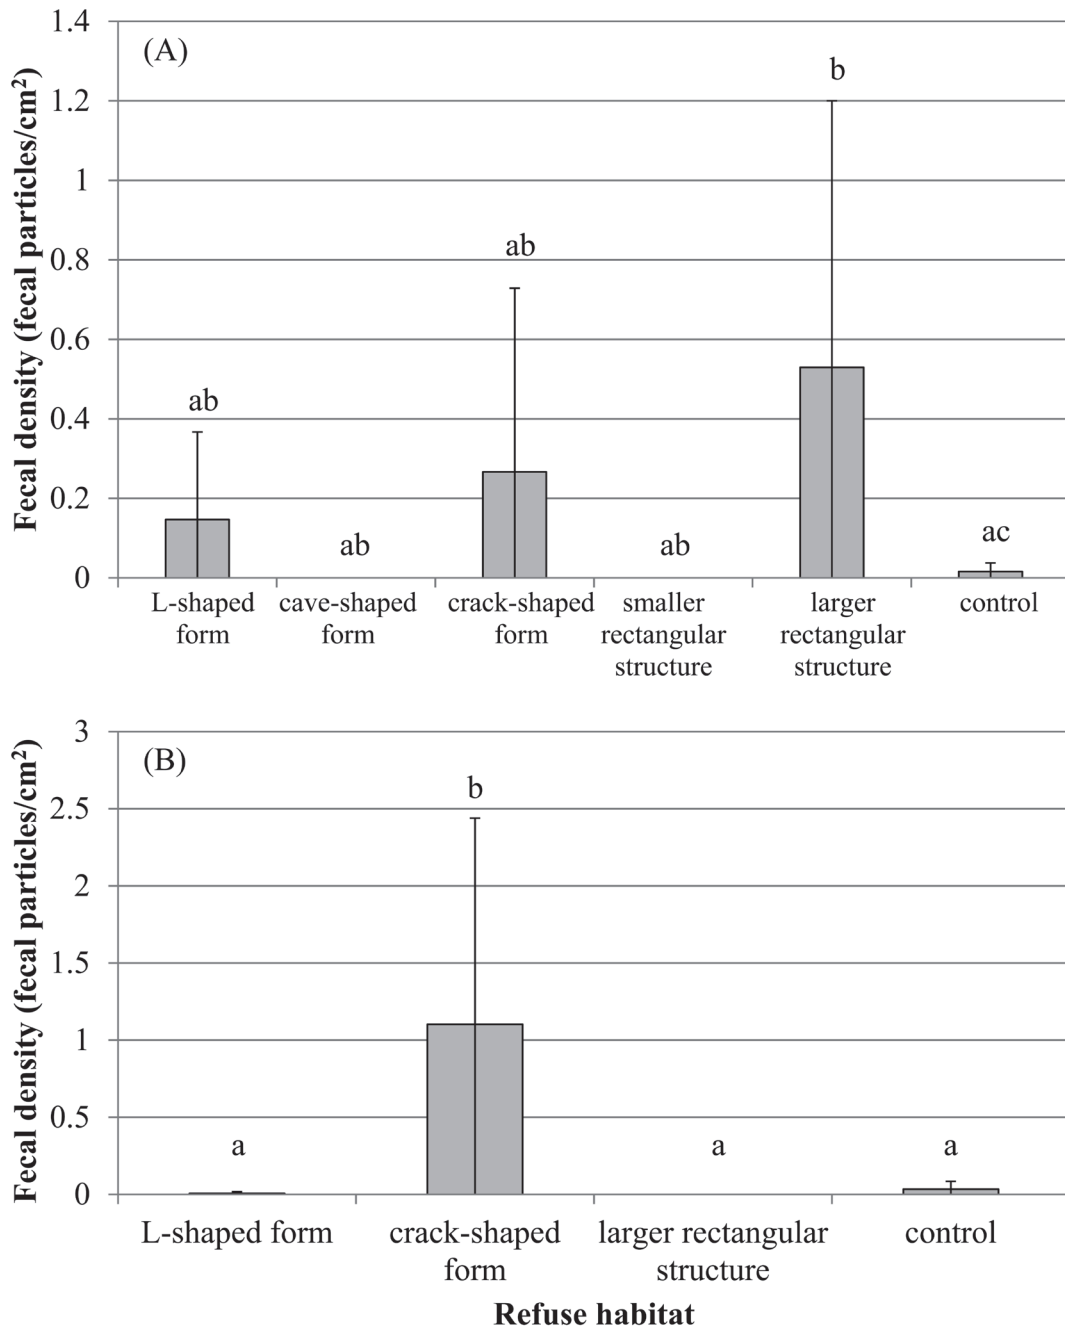 (A)
Fecal density (fecal particles/cm²)
1.4
1.2
1
0.8
0.6
0.4
0.2
0
ab
ab
ab
ab
b
ac
L-shaped form
cave-shaped form
crack-shaped form
smaller rectangular structure
larger rectangular structure
control
(B)
Fecal density (fecal particles/cm²)
3
2.5
2
1.5
1
0.5
0
a
b
a
a
L-shaped form
crack-shaped form
larger rectangular structure
control
Refuse habitat